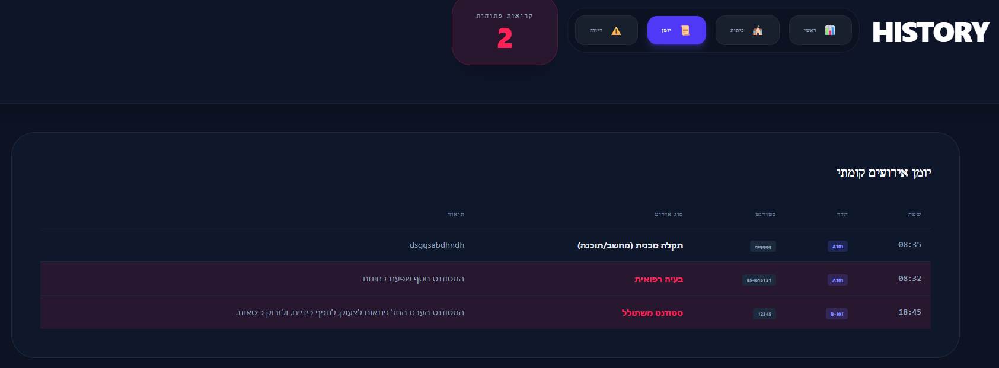 HISTORY
ראשי
כיתות
יומן
דיווח
קריאות פתוחות
2
יומן אירועים קומתי
שעה חדר סטודנט סוג אירוע תיאור
08:35 A101 grgggg תקלה טכנית (מחשב/תוכנה) dsggsabdhndh
08:32 A101 854615131 בעיה רפואית הסטודנט חטף שפעת בחינות
18:45 B-101 12345 סטודנט משתולל הסטודנט הערס החל פתאום לצעוק, לנופף בידיים, ולזרוק כיסאות.